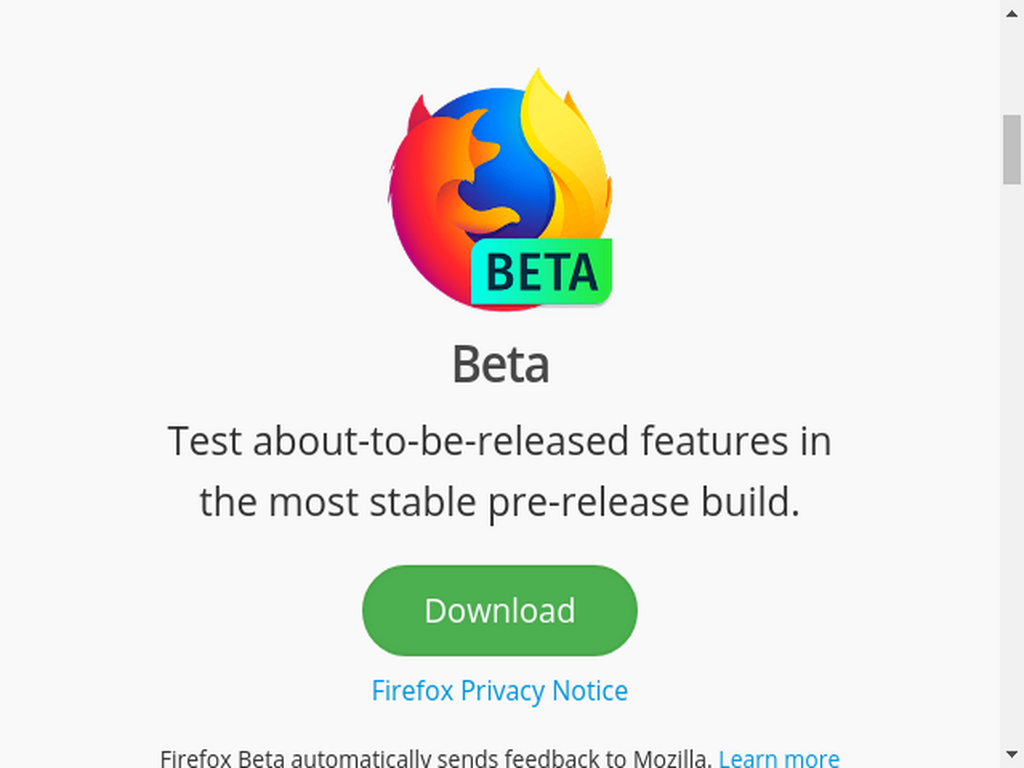 BETA
Beta
Test about-to-be-released features in
the most stable pre-release build.
Download
Firefox Privacy Notice
Firefox Beta automatically sends feedback to Mozilla. Learn more